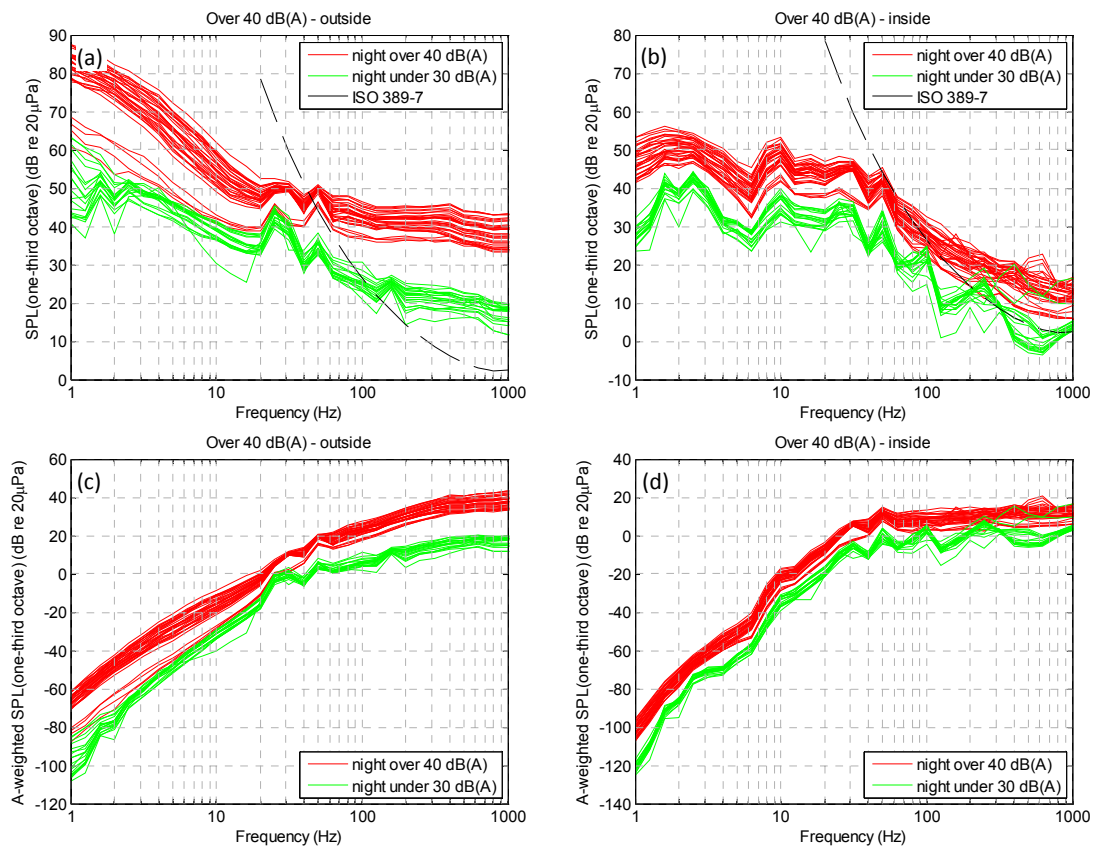 Over 40 dB(A) - outside
(a)
night over 40 dB(A)
night under 30 dB(A)
ISO 389-7
90
80
70
60
50
40
30
20
10
0
SPL(one-third octave) (dB re 20µPa)
1 10 100 1000
Frequency (Hz)
Over 40 dB(A) - inside
(b)
night over 40 dB(A)
night under 30 dB(A)
ISO 389-7
80
70
60
50
40
30
20
10
0
-10
SPL(one-third octave) (dB re 20µPa)
1 10 100 1000
Frequency (Hz)
Over 40 dB(A) - outside
(c)
60
40
20
0
-20
-40
-60
-80
-100
-120
A-weighted SPL(one-third octave) (dB re 20µPa)
night over 40 dB(A)
night under 30 dB(A)
1 10 100 1000
Frequency (Hz)
Over 40 dB(A) - inside
(d)
40
20
0
-20
-40
-60
-80
-100
-120
-140
A-weighted SPL(one-third octave) (dB re 20µPa)
night over 40 dB(A)
night under 30 dB(A)
1 10 100 1000
Frequency (Hz)